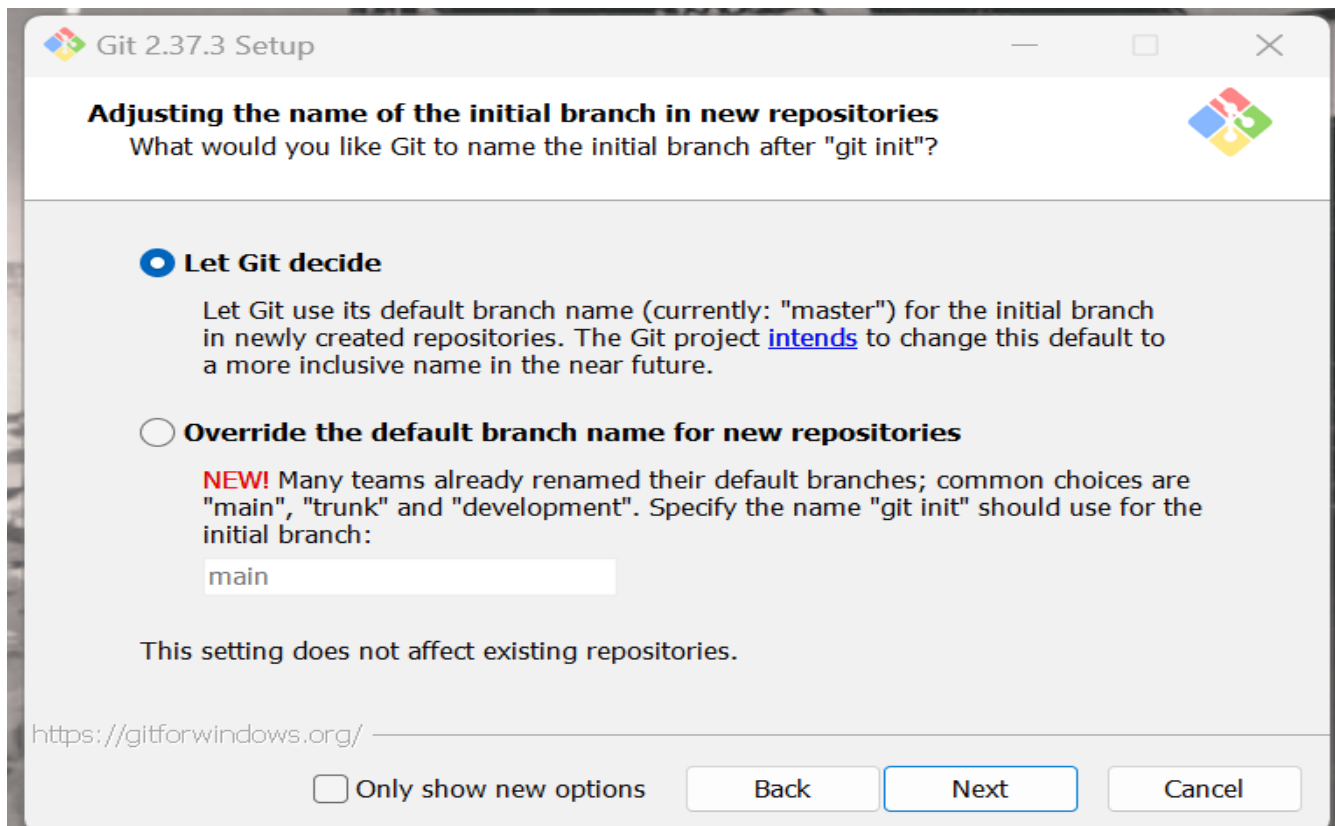 Git 2.37.3 Setup
Adjusting the name of the initial branch in new repositories
What would you like Git to name the initial branch after "git init"?
Let Git decide
Let Git use its default branch name (currently: "master") for the initial branch
in newly created repositories. The Git project intends to change this default to
a more inclusive name in the near future.
Override the default branch name for new repositories
NEW! Many teams already renamed their default branches; common choices are
"main", "trunk" and "development". Specify the name "git init" should use for the
initial branch:
main
This setting does not affect existing repositories.
https://gitforwindows.org/
Only show new options Back Next Cancel